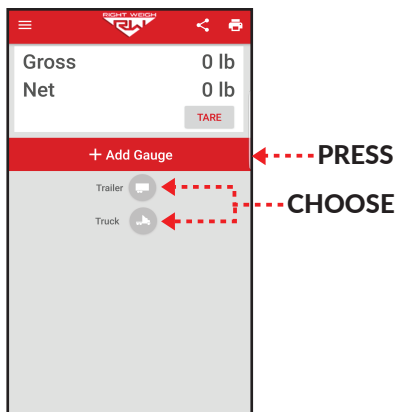 RIGHT WEIGH
RW
Gross 0 lb
Net 0 lb
TARE
+ Add Gauge
PRESS
Trailer
CHOOSE
Truck